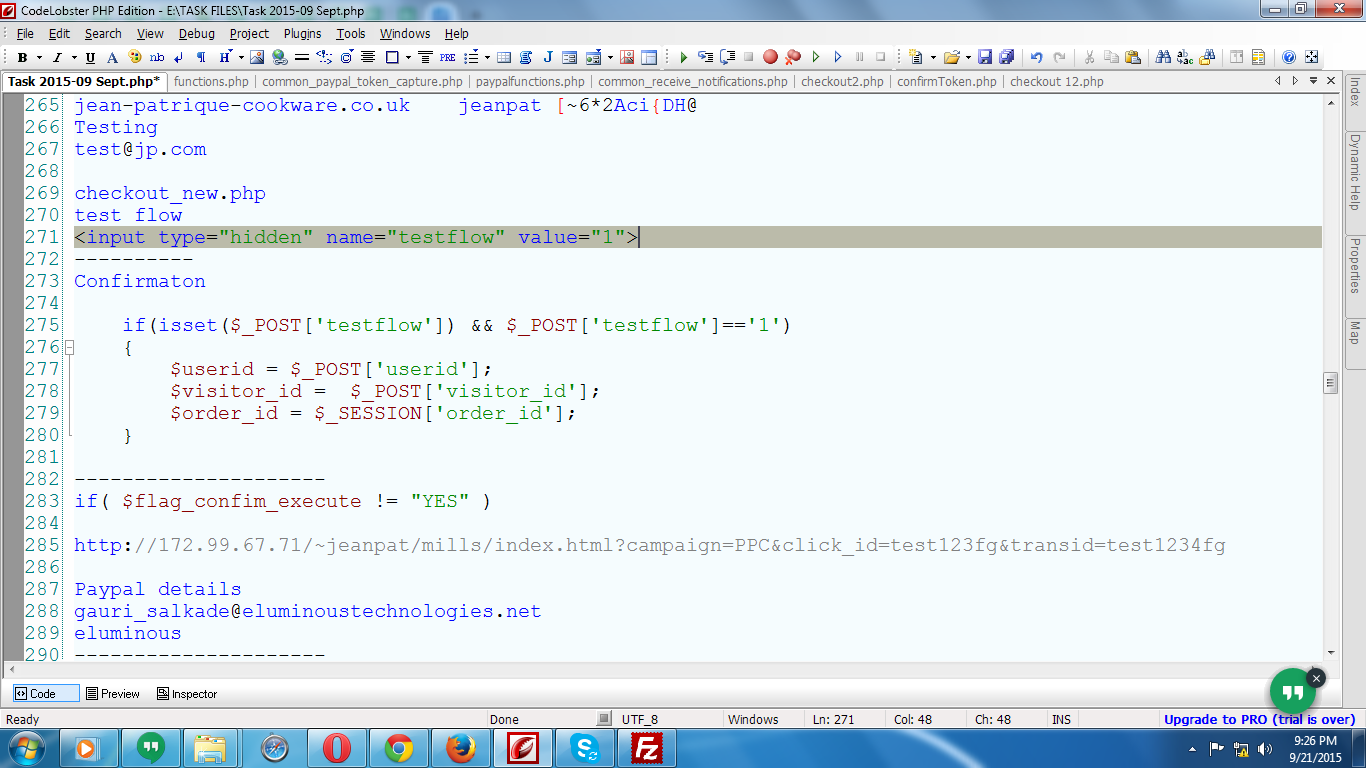 CodeLobster PHP Edition - E:\TASK FILES\Task 2015-09 Sept.php
File Edit Search View Debug Project Plugins Tools Windows Help
B I U A ¶ H PRE nb J
Task 2015-09 Sept.php* functions.php common_paypal_token_capture.php paypalfunctions.php common_receive_notifications.php checkout2.php confirmToken.php checkout 12.php
265 jean-patrique-cookware.co.uk    jeanpat [~6*2Aci{DH@
266 Testing
267 test@jp.com
268
269 checkout_new.php
270 test flow
271 <input type="hidden" name="testflow" value="1">
272 ----------
273 Confirmaton
274
275     if(isset($_POST['testflow']) && $_POST['testflow']=='1')
276     {
277         $userid = $_POST['userid'];
278         $visitor_id =  $_POST['visitor_id'];
279         $order_id = $_SESSION['order_id'];
280     }
281
282 ---------------------
283 if( $flag_confim_execute != "YES" )
284
285 http://172.99.67.71/~jeanpat/mills/index.html?campaign=PPC&click_id=test123fg&transid=test1234fg
286
287 Paypal details
288 gauri_salkade@eluminoustechnologies.net
289 eluminous
290 ---------------------
Index
Dynamic Help
Properties
Map
Code Preview Inspector
Ready Done UTF_8 Windows Ln: 271 Col: 48 Ch: 48 INS Upgrade to PRO (trial is over)
9:26 PM
9/21/2015